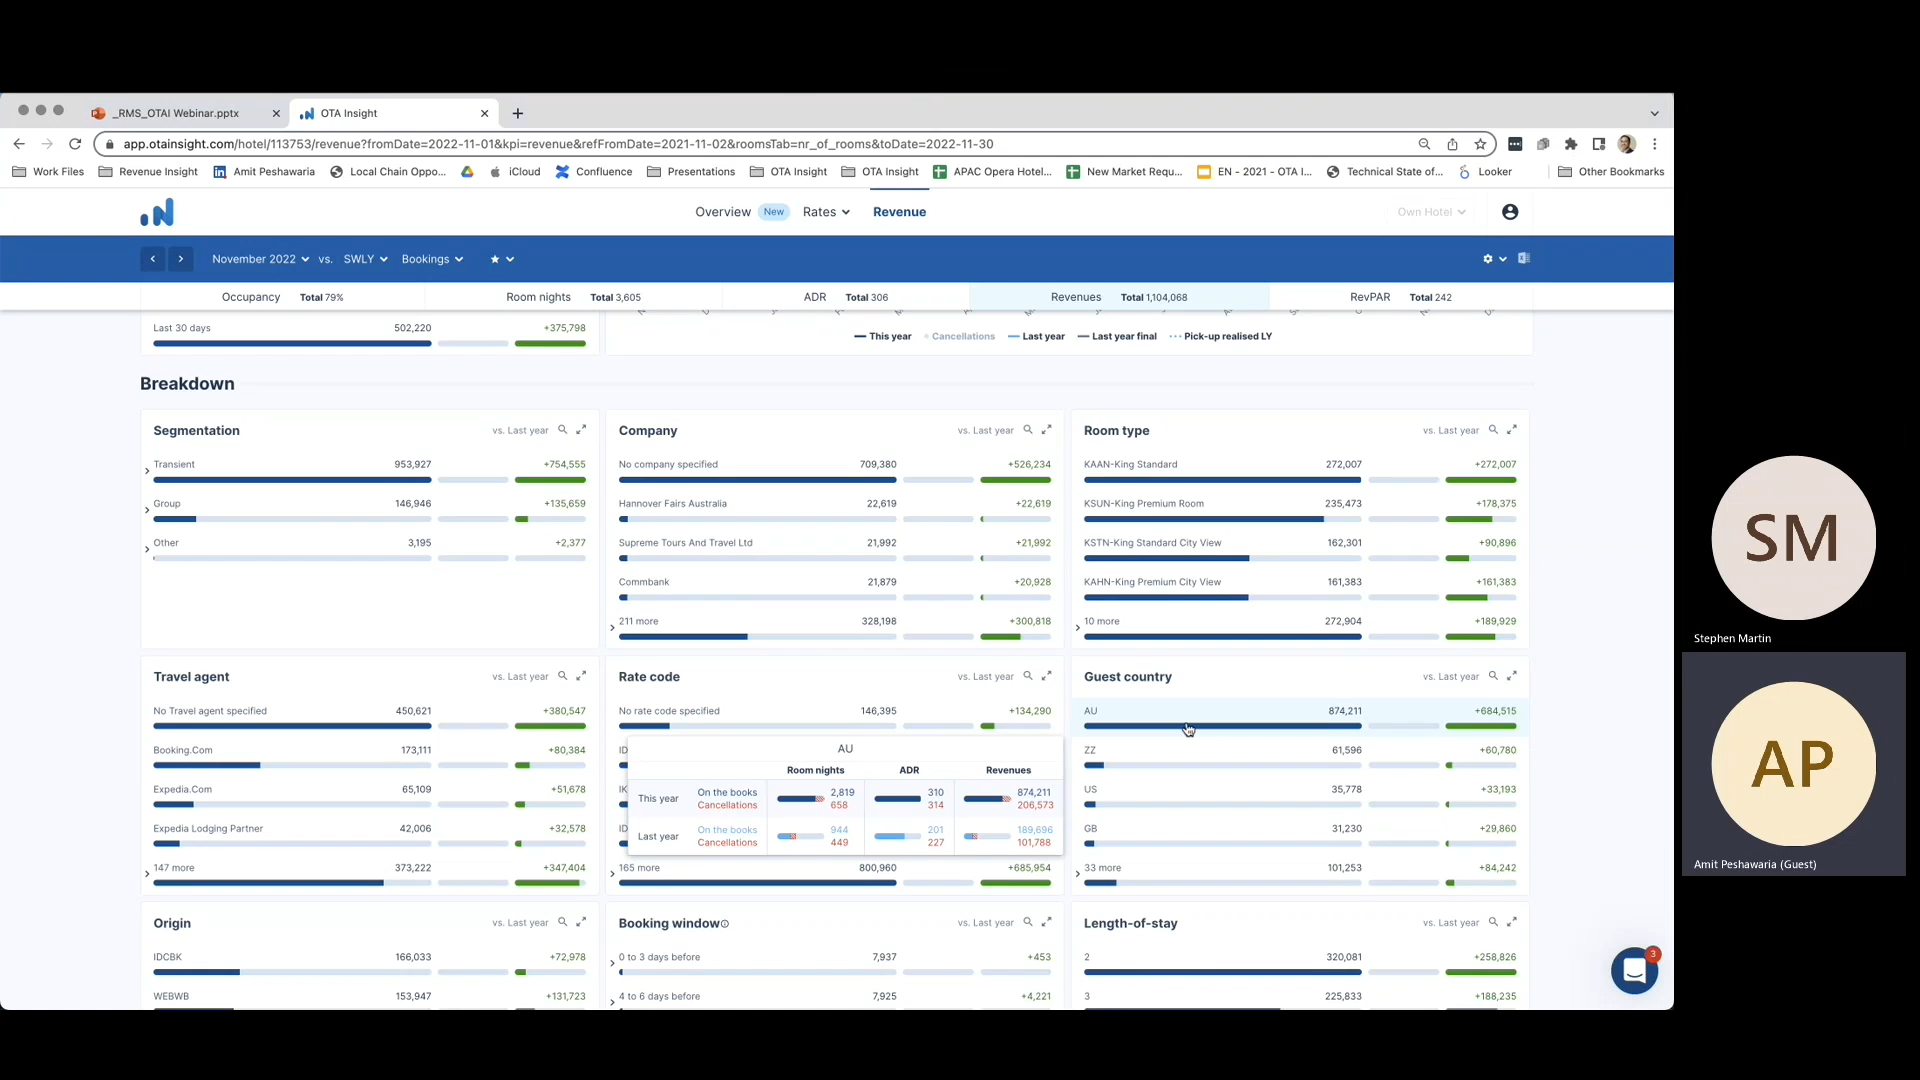 _RMS_OTAI Webinar.pptx
OTA Insight
app.otainsight.com/hotel/113753/revenue?fromDate=2022-11-01&kpi=revenue&refFromDate=2021-11-02&roomsTab=nr_of_rooms&toDate=2022-11-30
Work Files Revenue Insight Amit Peshawaria Local Chain Oppo... iCloud Confluence Presentations OTA Insight OTA Insight APAC Opera Hotel... New Market Requ... EN - 2021 - OTA I... Technical State of... Looker Other Bookmarks
Overview New Rates Revenue Own Hotel
November 2022 vs. SWLY Bookings
Occupancy Total 79% Room nights Total 3,605 ADR Total 306 Revenues Total 1,104,068 RevPAR Total 242
Last 30 days 502,220 +375,798
This year Cancellations Last year Last year final Pick-up realised LY
Breakdown
Segmentation vs. Last year
Transient 953,927 +754,555
Group 146,946 +135,659
Other 3,195 +2,377
Company vs. Last year
No company specified 709,380 +526,234
Hannover Fairs Australia 22,619 +22,619
Supreme Tours And Travel Ltd 21,992 +21,992
Commbank 21,879 +20,928
211 more 328,198 +300,818
Room type vs. Last year
KAAN-King Standard 272,007 +272,007
KSUN-King Premium Room 235,473 +178,375
KSTN-King Standard City View 162,301 +90,896
KAHN-King Premium City View 161,383 +161,383
10 more 272,904 +189,929
Travel agent vs. Last year
No Travel agent specified 450,621 +380,547
Booking.Com 173,111 +80,384
Expedia.Com 65,109 +51,678
Expedia Lodging Partner 42,006 +32,578
147 more 373,222 +347,404
Rate code vs. Last year
No rate code specified 146,395 +134,290
AU
Room nights ADR Revenues
This year On the books 2,819 310 874,211
Cancellations 658 314 206,573
Last year On the books 944 201 189,696
Cancellations 449 227 101,788
165 more 800,960 +685,954
Guest country vs. Last year
AU 874,211 +684,515
ZZ 61,596 +60,780
US 35,778 +33,193
GB 31,230 +29,860
33 more 101,253 +84,242
Origin vs. Last year
IDCBK 166,033 +72,978
WEBWB 153,947 +131,723
Booking window vs. Last year
0 to 3 days before 7,937 +453
4 to 6 days before 7,925 +4,221
Length-of-stay vs. Last year
2 320,081 +258,826
3 225,833 +188,235
3
SM
Stephen Martin
AP
Amit Peshawaria (Guest)